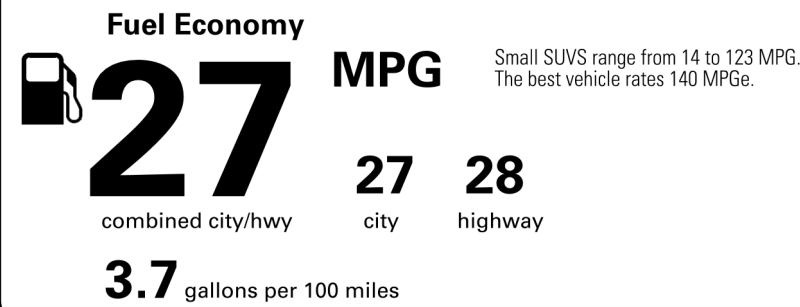 Fuel Economy
27 MPG
Small SUVS range from 14 to 123 MPG.
The best vehicle rates 140 MPGe.
combined city/hwy
27 28
city highway
3.7 gallons per 100 miles